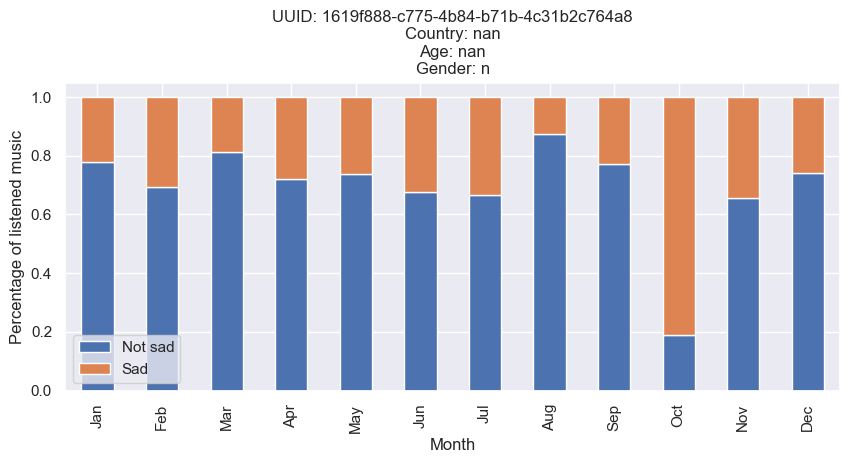 UUID: 1619f888-c775-4b84-b71b-4c31b2c764a8
Country: nan
Age: nan
Gender: n
Percentage of listened music
1.0
0.8
0.6
0.4
0.2
0.0
Not sad
Sad
Jan Feb Mar Apr May Jun Jul Aug Sep Oct Nov Dec
Month